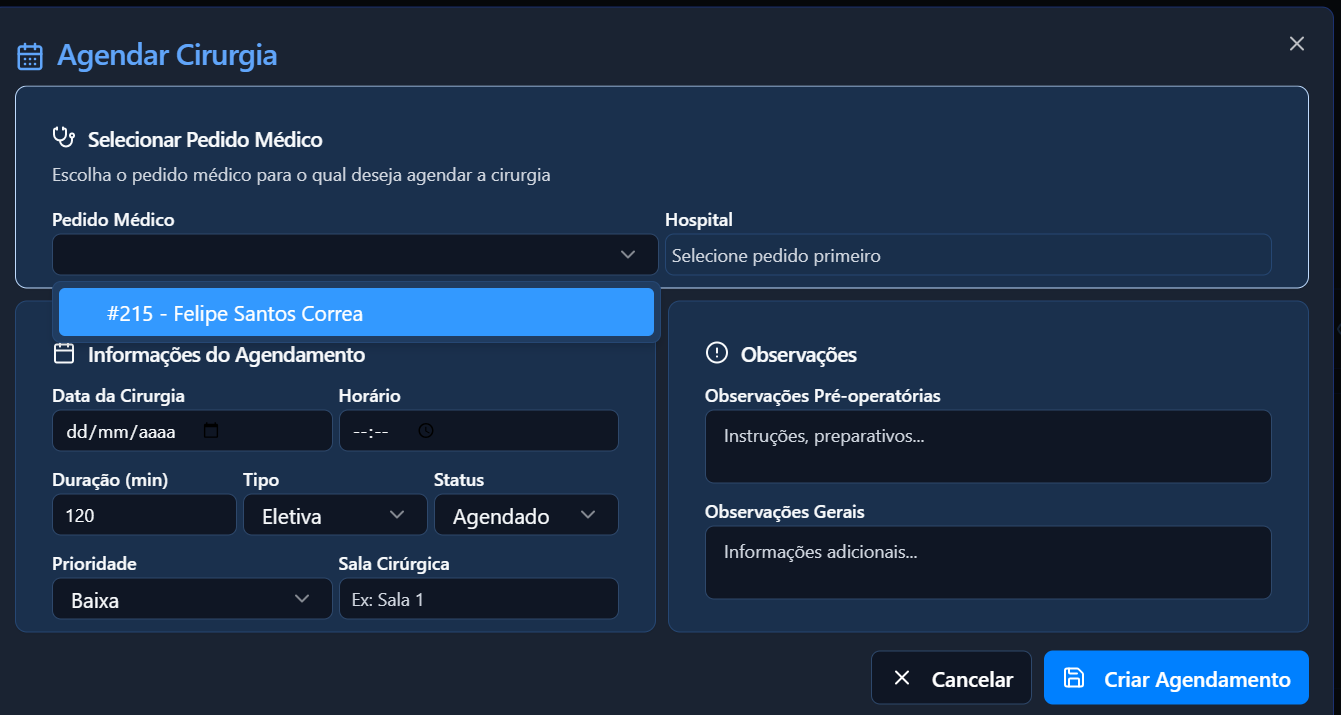 Agendar Cirurgia
Selecionar Pedido Médico
Escolha o pedido médico para o qual deseja agendar a cirurgia
Pedido Médico
Hospital
Selecione pedido primeiro
#215 - Felipe Santos Correa
Informações do Agendamento
Data da Cirurgia
Horário
dd/mm/aaaa
--:--
Duração (min)
Tipo
Status
120
Eletiva
Agendado
Prioridade
Sala Cirúrgica
Baixa
Ex: Sala 1
Observações
Observações Pré-operatórias
Instruções, preparativos...
Observações Gerais
Informações adicionais...
Cancelar
Criar Agendamento